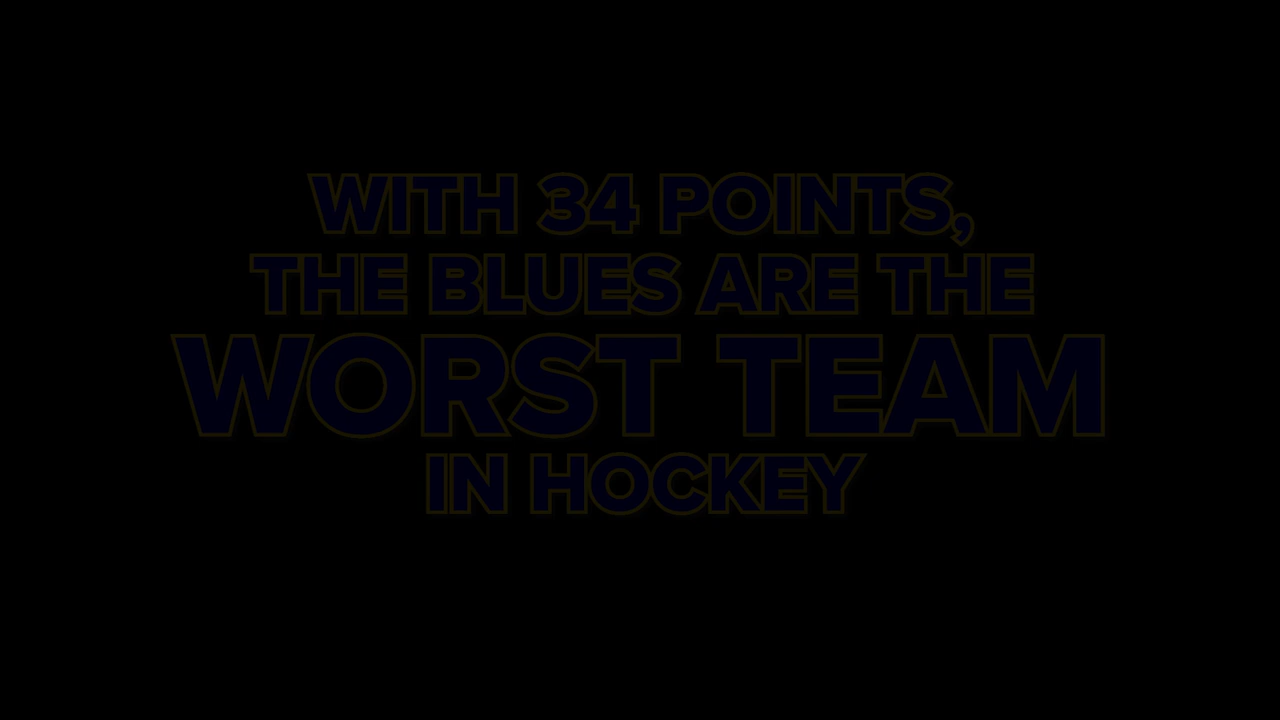 WITH 34 POINTS,
THE BLUES ARE THE
WORST TEAM
IN HOCKEY